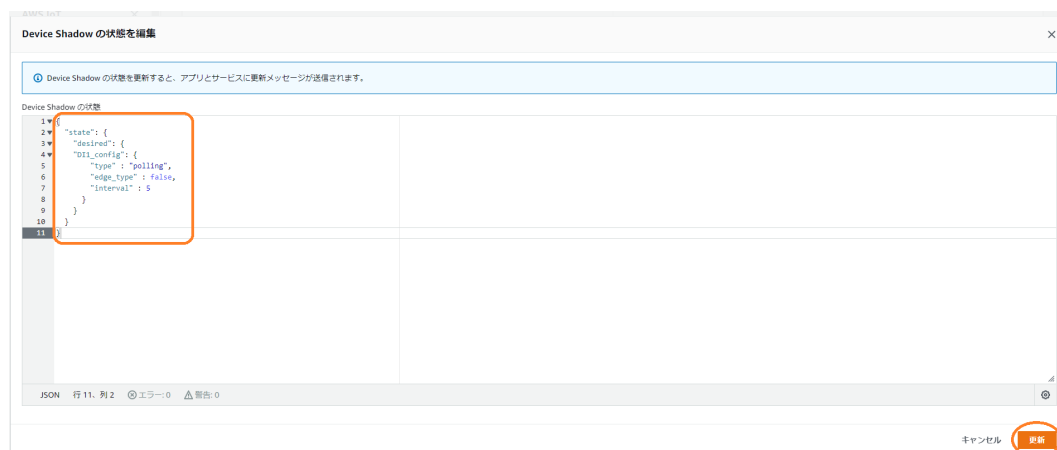 AWS IoT
Device Shadow の状態を編集
Device Shadow の状態を更新すると、アプリとサービスに更新メッセージが送信されます。
Device Shadow の状態
1 {
2 "state": {
3 "desired": {
4 "DI1_config": {
5 "type" : "polling",
6 "edge_type" : false,
7 "interval" : 5
8 }
9 }
10 }
11 }
JSON 行 11、列 2 エラー: 0 警告: 0
キャンセル 更新